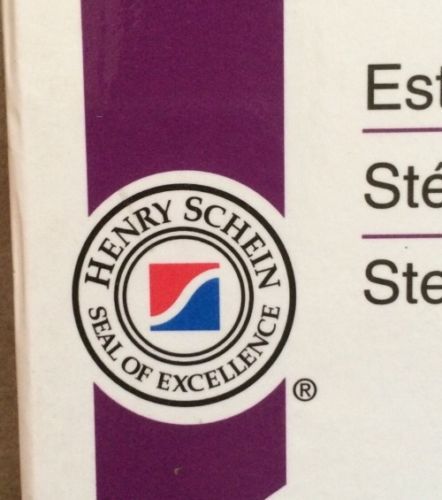 HENRY SCHEIN
SEAL OF EXCELLENCE
®
Est
Sté
Ste